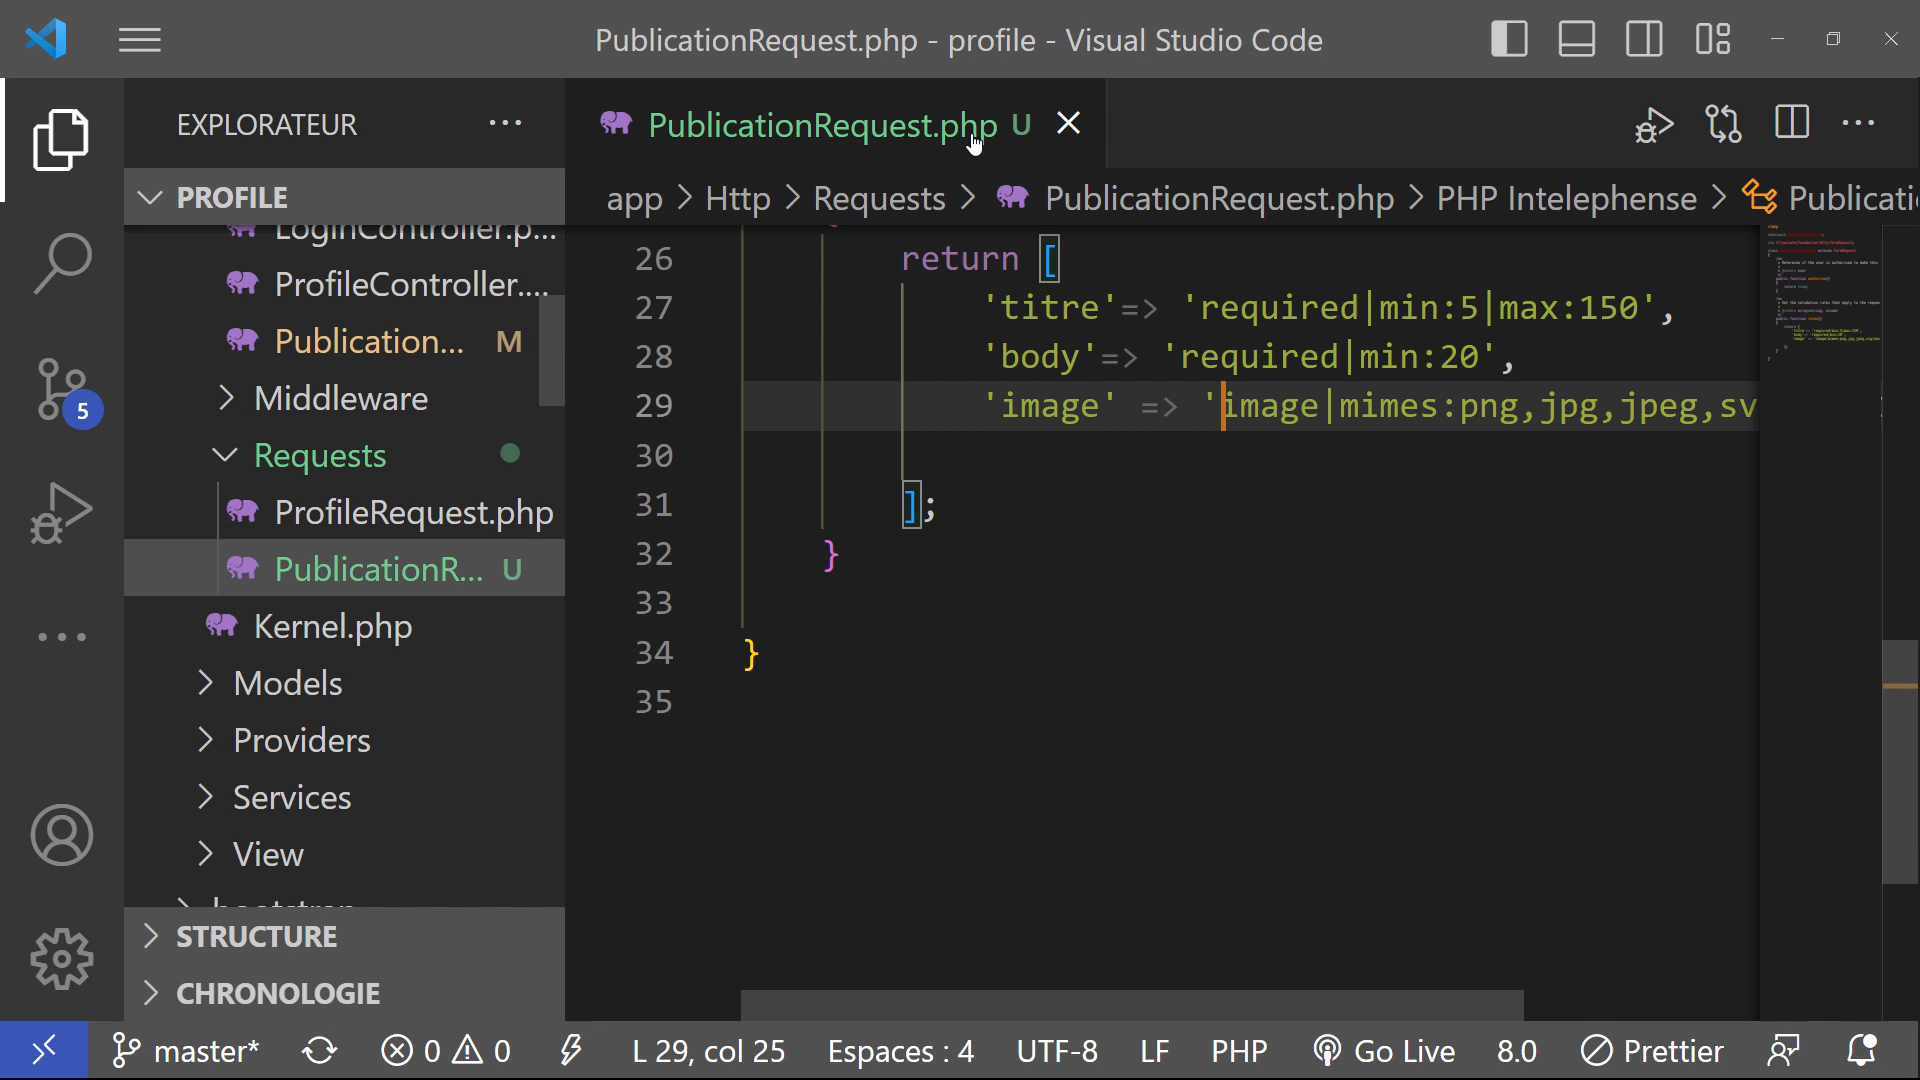 PublicationRequest.php - profile - Visual Studio Code
EXPLORATEUR
PublicationRequest.php U
PROFILE
app > Http > Requests > PublicationRequest.php > PHP Intelephense > Publicati
LoginController.p...
ProfileController....
Publication... M
Middleware
Requests
ProfileRequest.php
PublicationR... U
Kernel.php
Models
Providers
Services
View
STRUCTURE
CHRONOLOGIE
5
26 return [
27 'titre'=> 'required|min:5|max:150',
28 'body'=> 'required|min:20',
29 'image' => 'image|mimes:png,jpg,jpeg,sv
30
31 ];
32 }
33
34 }
35
master* 0 0 L 29, col 25 Espaces : 4 UTF-8 LF PHP Go Live 8.0 Prettier